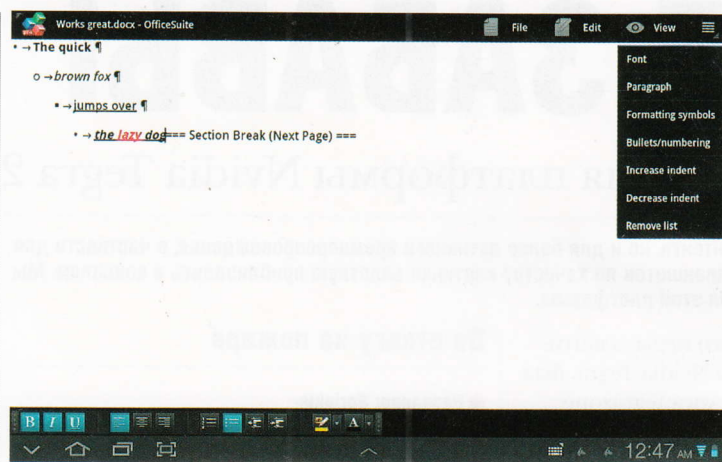 Works great.docx - OfficeSuite
File
Edit
View
• → The quick ¶
o → brown fox ¶
▪ → jumps over ¶
• → the lazy dog=== Section Break (Next Page) ===
Font
Paragraph
Formatting symbols
Bullets/numbering
Increase indent
Decrease indent
Remove list
B I U A
12:47 AM